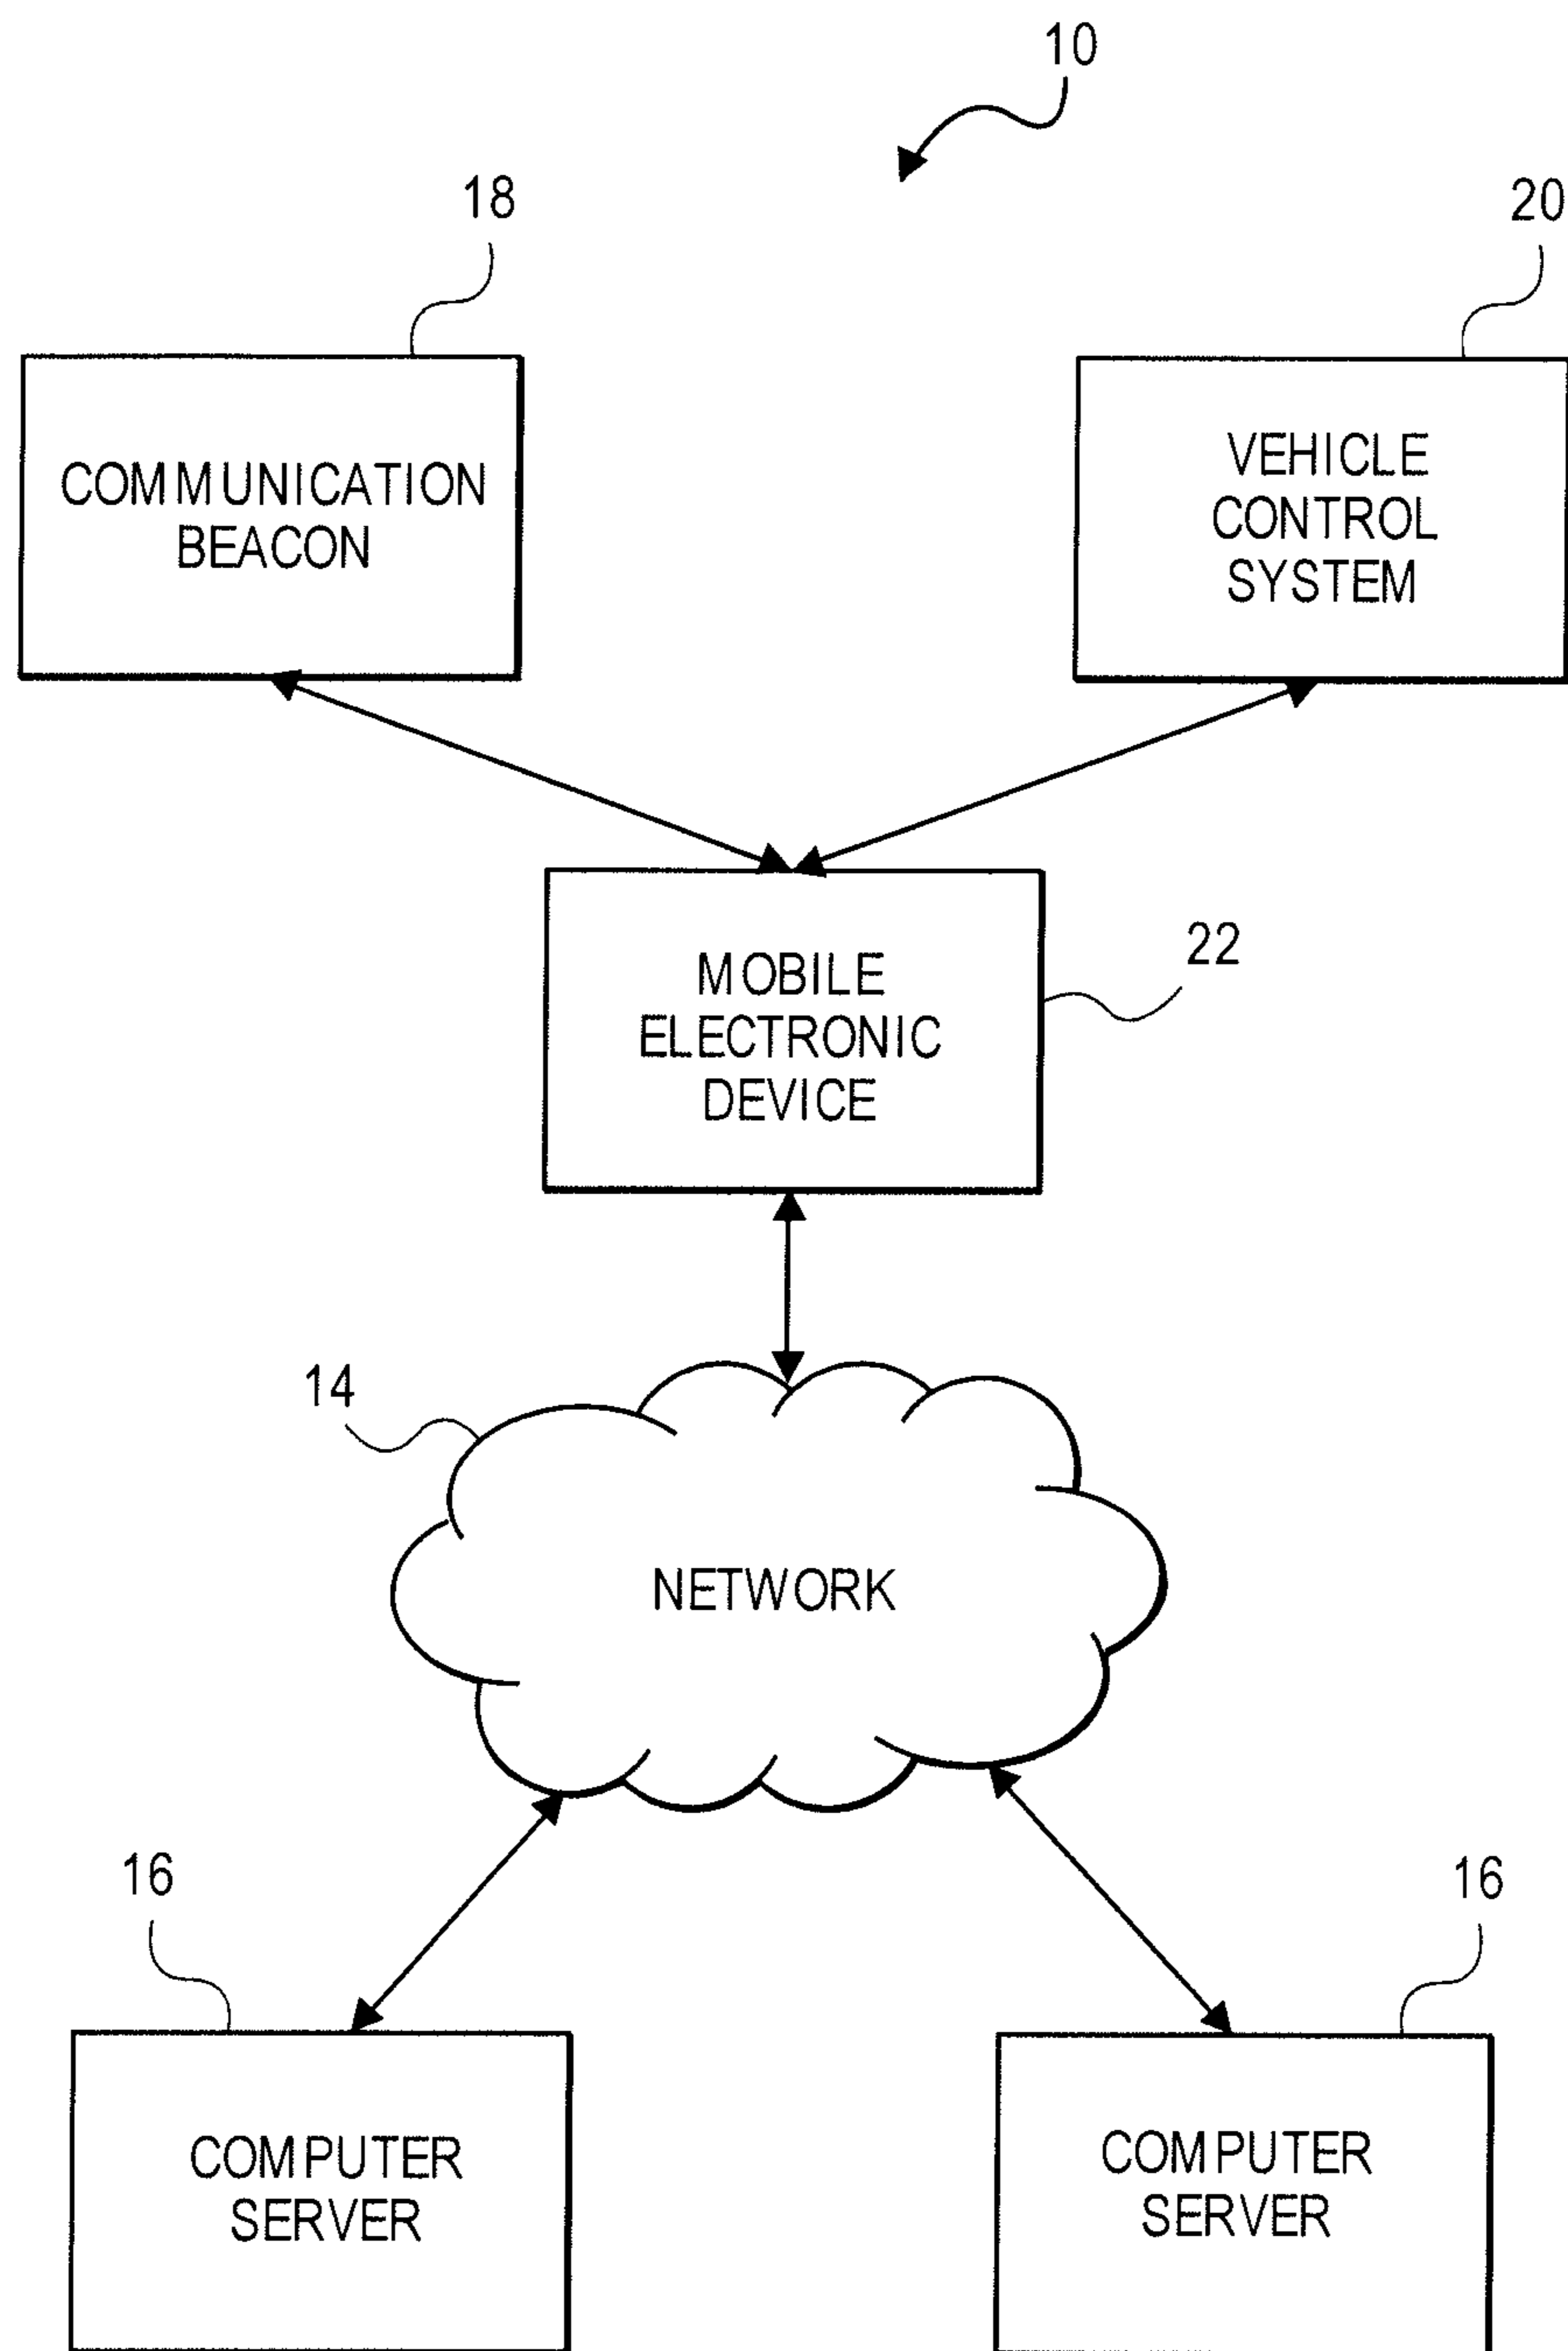 10
18
20
COMMUNICATION
BEACON
VEHICLE
CONTROL
SYSTEM
22
MOBILE
ELECTRONIC
DEVICE
14
NETWORK
16
16
COMPUTER
SERVER
COMPUTER
SERVER